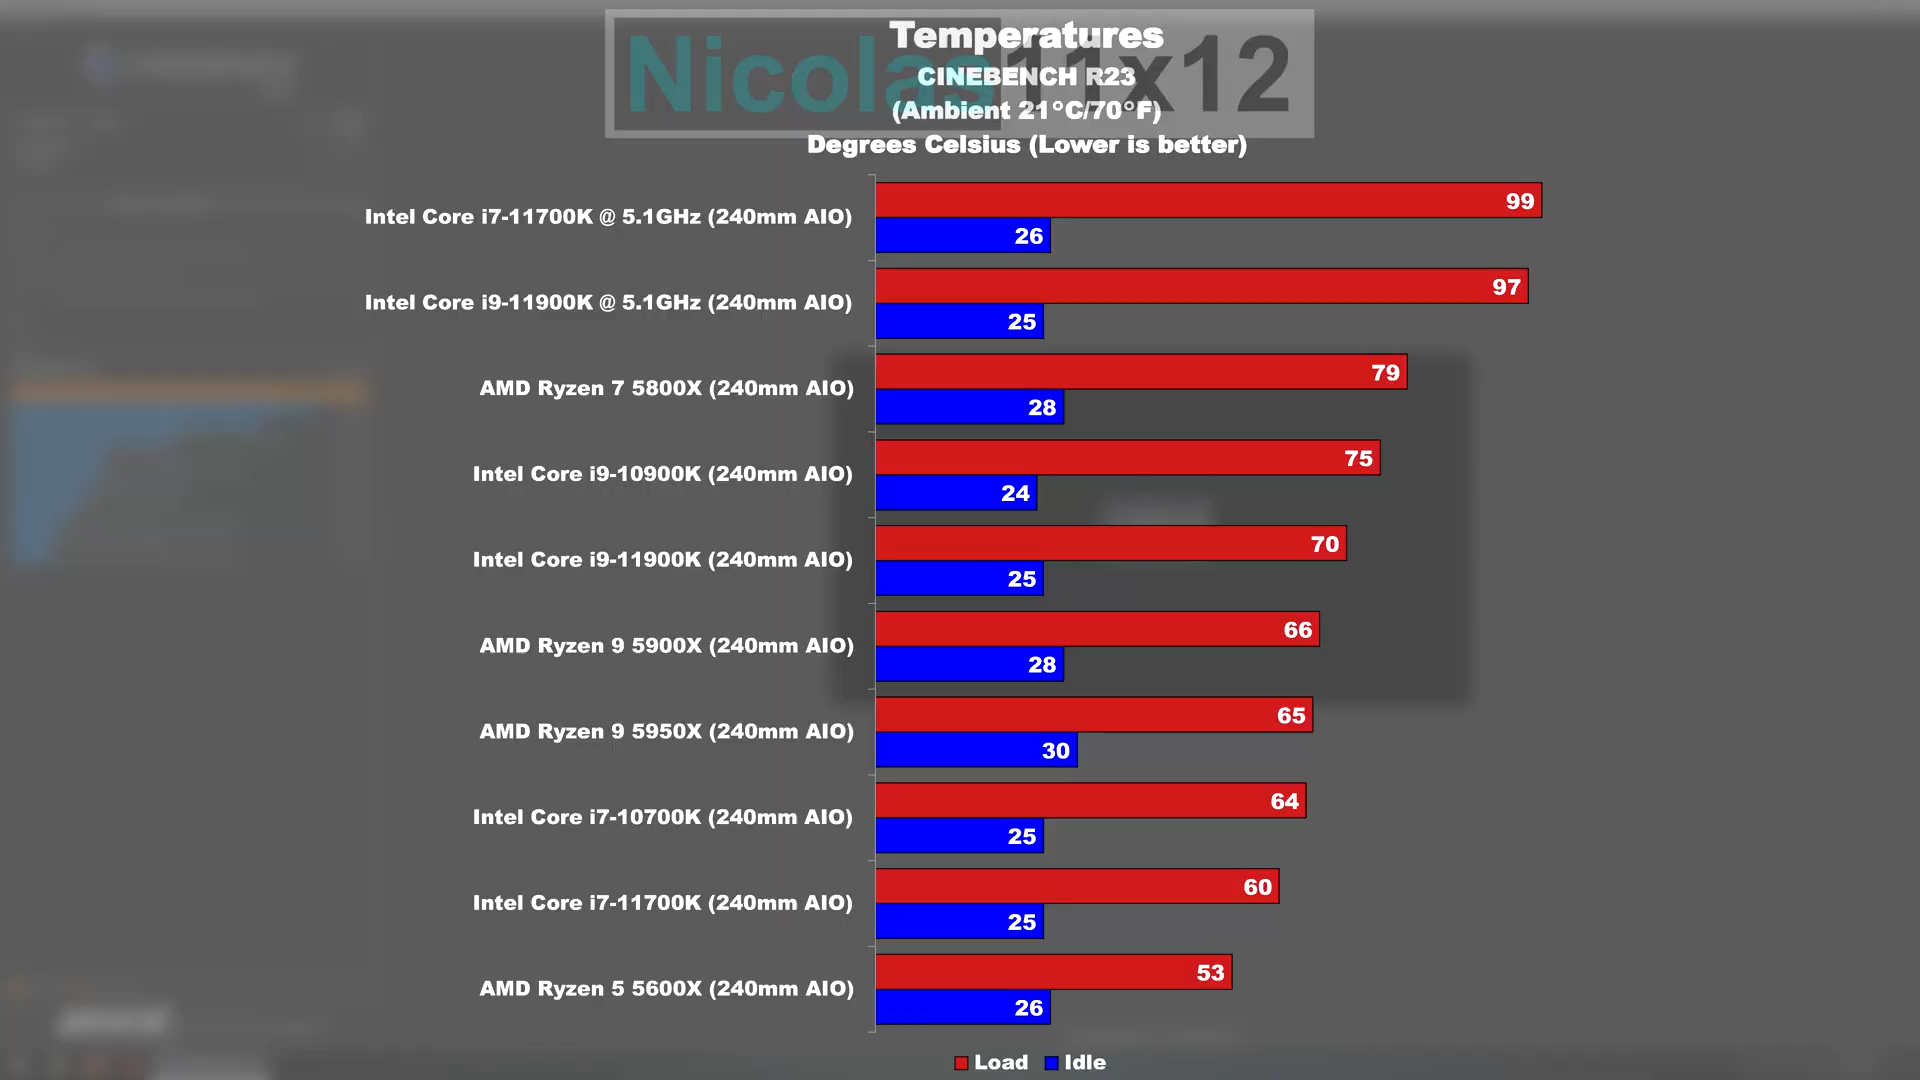 Nicolas11x12
Temperatures
CINEBENCH R23
(Ambient 21°C/70°F)
Degrees Celsius (Lower is better)
Intel Core i7-11700K @ 5.1GHz (240mm AIO)
99
26
Intel Core i9-11900K @ 5.1GHz (240mm AIO)
97
25
AMD Ryzen 7 5800X (240mm AIO)
79
28
Intel Core i9-10900K (240mm AIO)
75
24
Intel Core i9-11900K (240mm AIO)
70
25
AMD Ryzen 9 5900X (240mm AIO)
66
28
AMD Ryzen 9 5950X (240mm AIO)
65
30
Intel Core i7-10700K (240mm AIO)
64
25
Intel Core i7-11700K (240mm AIO)
60
25
AMD Ryzen 5 5600X (240mm AIO)
53
26
Load Idle